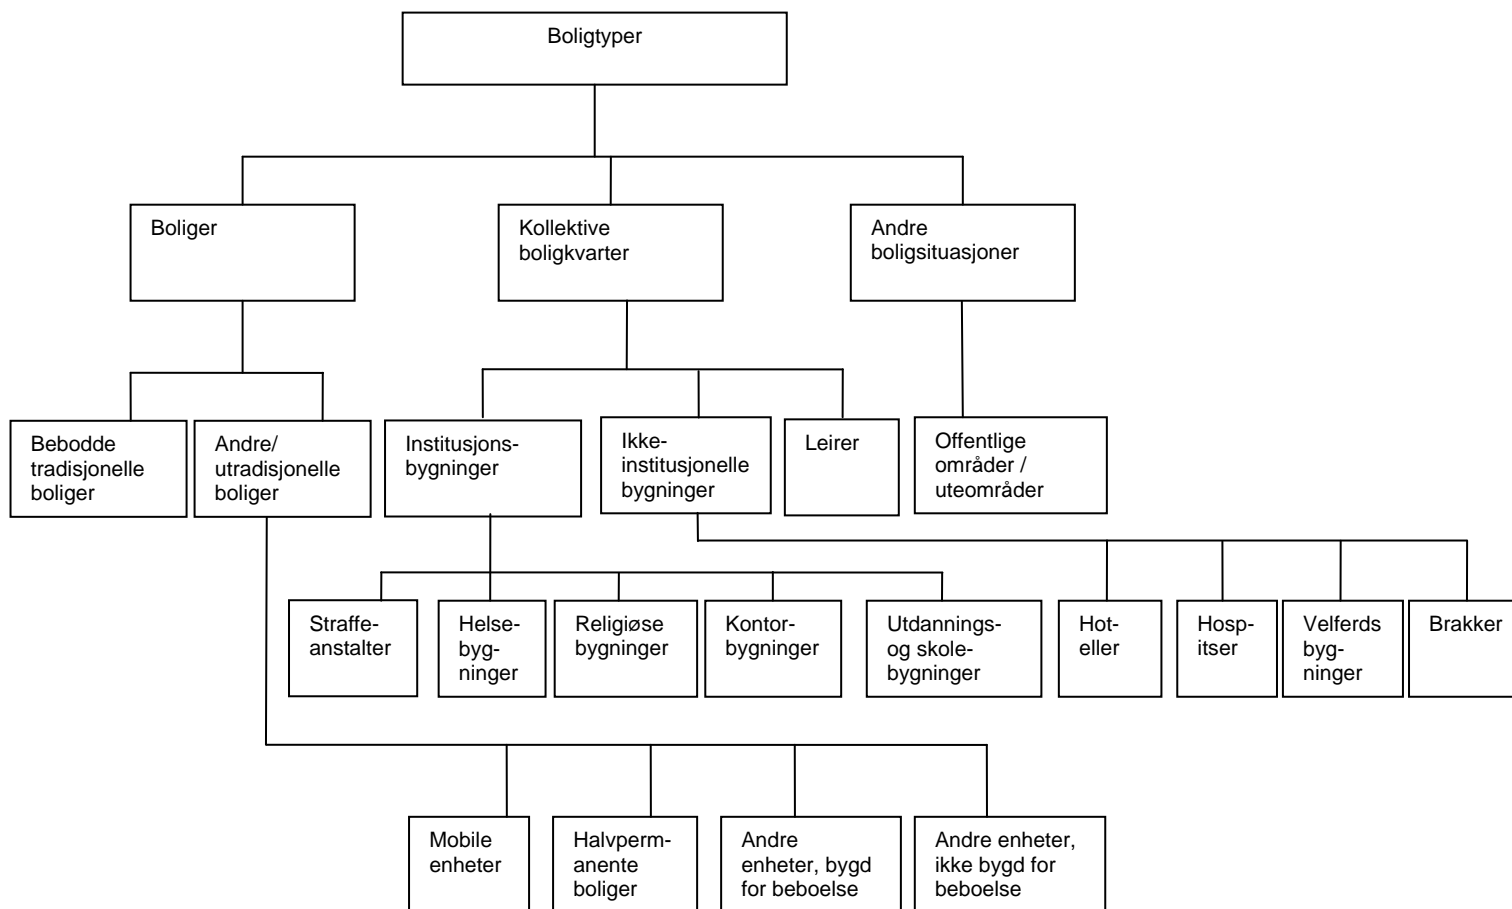 Boligtyper
Boliger
Kollektive
boligkvarter
Andre
boligsituasjoner
Bebodde
tradisjonelle
boliger
Andre/
utradisjonelle
boliger
Institusjons-
bygninger
Ikke-
institusjonelle
bygninger
Leirer
Offentlige
områder /
uteområder
Straffe-
anstalter
Helse-
byg-
ninger
Religiøse
bygninger
Kontor-
bygninger
Utdannings-
og skole-
bygninger
Hot-
eller
Hosp-
itser
Velferds
byg-
ninger
Brakker
Mobile
enheter
Halvperm-
anente
boliger
Andre
enheter, bygd
for beboelse
Andre enheter,
ikke bygd for
beboelse